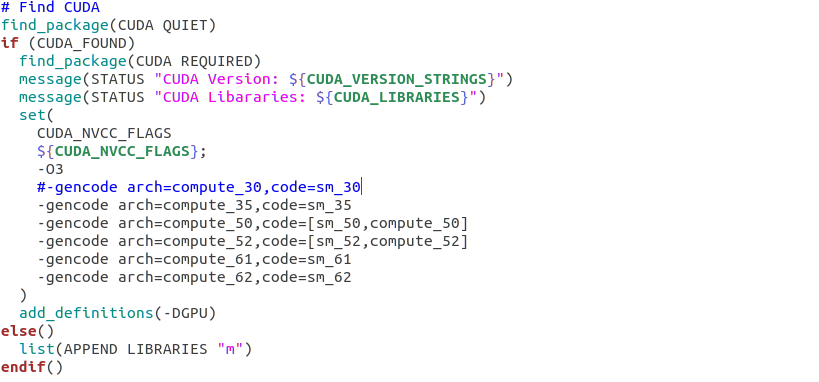 # Find CUDA
find_package(CUDA QUIET)
if (CUDA_FOUND)
  find_package(CUDA REQUIRED)
  message(STATUS "CUDA Version: ${CUDA_VERSION_STRINGS}")
  message(STATUS "CUDA Libararies: ${CUDA_LIBRARIES}")
  set(
    CUDA_NVCC_FLAGS
    ${CUDA_NVCC_FLAGS};
    -O3
    #-gencode arch=compute_30,code=sm_30
    -gencode arch=compute_35,code=sm_35
    -gencode arch=compute_50,code=[sm_50,compute_50]
    -gencode arch=compute_52,code=[sm_52,compute_52]
    -gencode arch=compute_61,code=sm_61
    -gencode arch=compute_62,code=sm_62
  )
  add_definitions(-DGPU)
else()
  list(APPEND LIBRARIES "m")
endif()